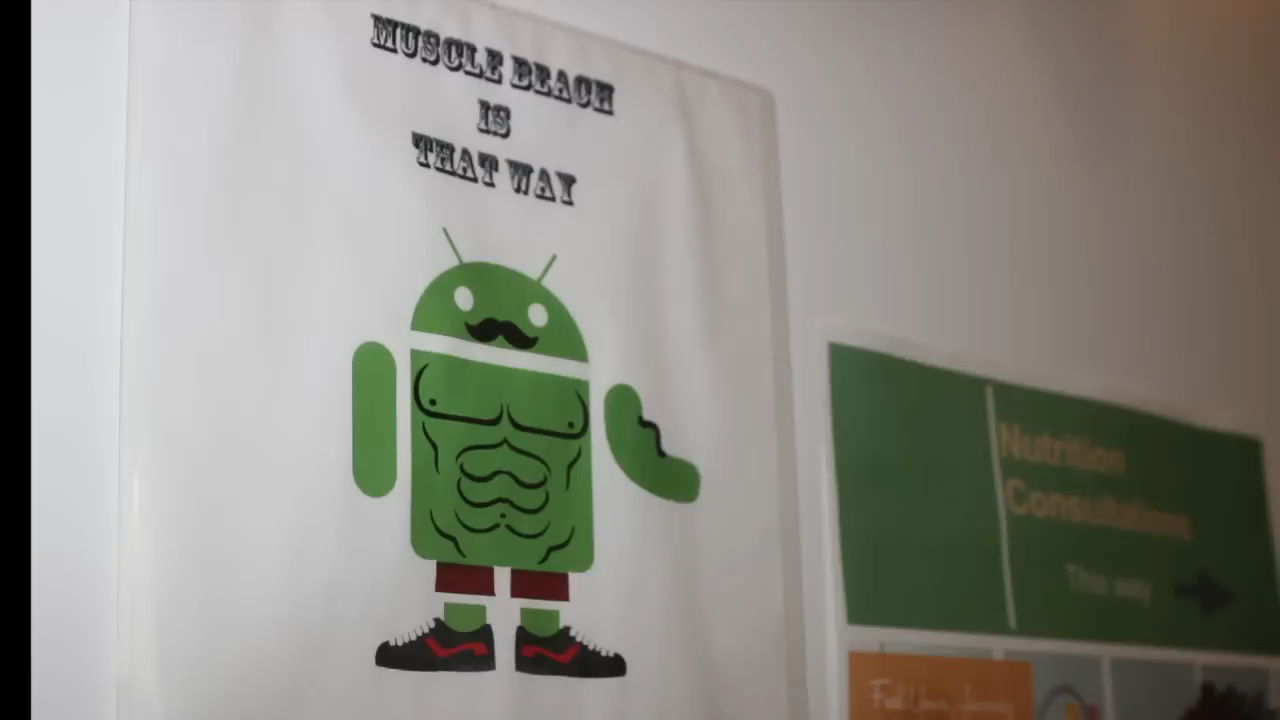 MUSCLE BEACH
IS
THAT WAY
Nutrition
Consultations
This way